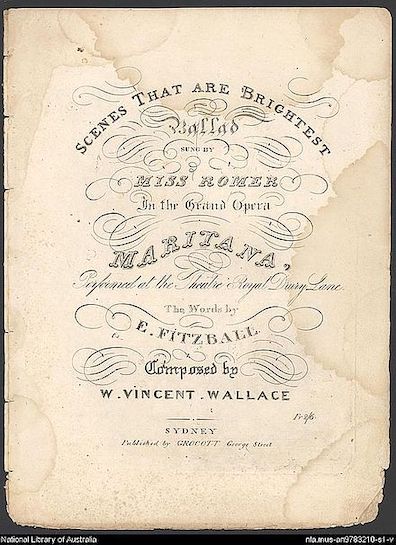 SCENES THAT ARE BRIGHTEST
Ballad
SUNG BY
MISS ROMER
In the Grand Opera
MARITANA,
Performed at the Theatre Royal Drury Lane.
The Words by
E. FITZBALL
Composed by
W. VINCENT. WALLACE
Pr 2/6.
SYDNEY
Published by GROCOTT George Street
National Library of Australia
nla.mus-an9783210-s1-v